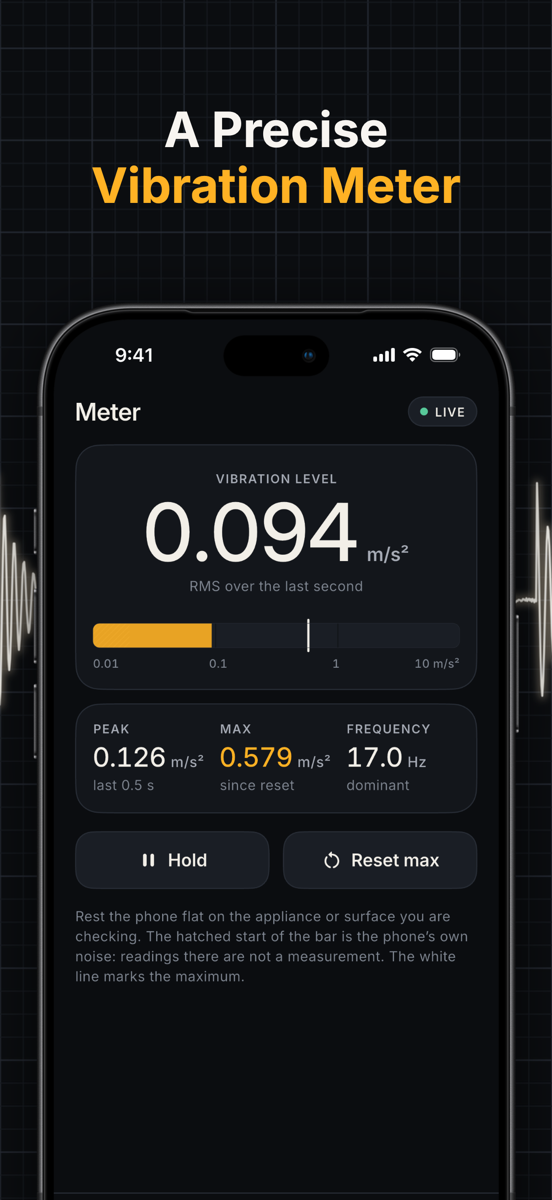 A Precise
Vibration Meter
9:41
Meter
LIVE
VIBRATION LEVEL
0.094 m/s²
RMS over the last second
0.01 0.1 1 10 m/s²
PEAK MAX FREQUENCY
0.126 m/s² 0.579 m/s² 17.0 Hz
last 0.5 s since reset dominant
Hold Reset max
Rest the phone flat on the appliance or surface you are
checking. The hatched start of the bar is the phone’s own
noise: readings there are not a measurement. The white
line marks the maximum.